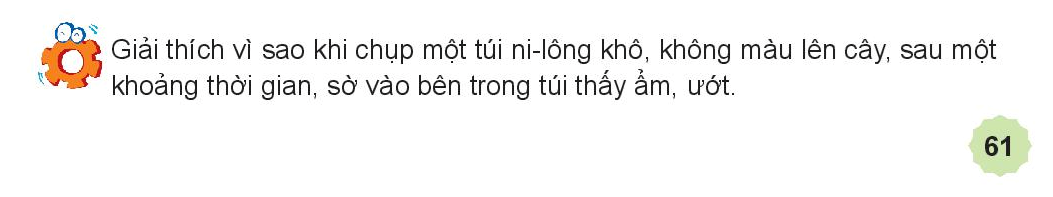 Giải thích vì sao khi chụp một túi ni-lông khô, không màu lên cây, sau một
khoảng thời gian, sờ vào bên trong túi thấy ẩm, ướt.
61